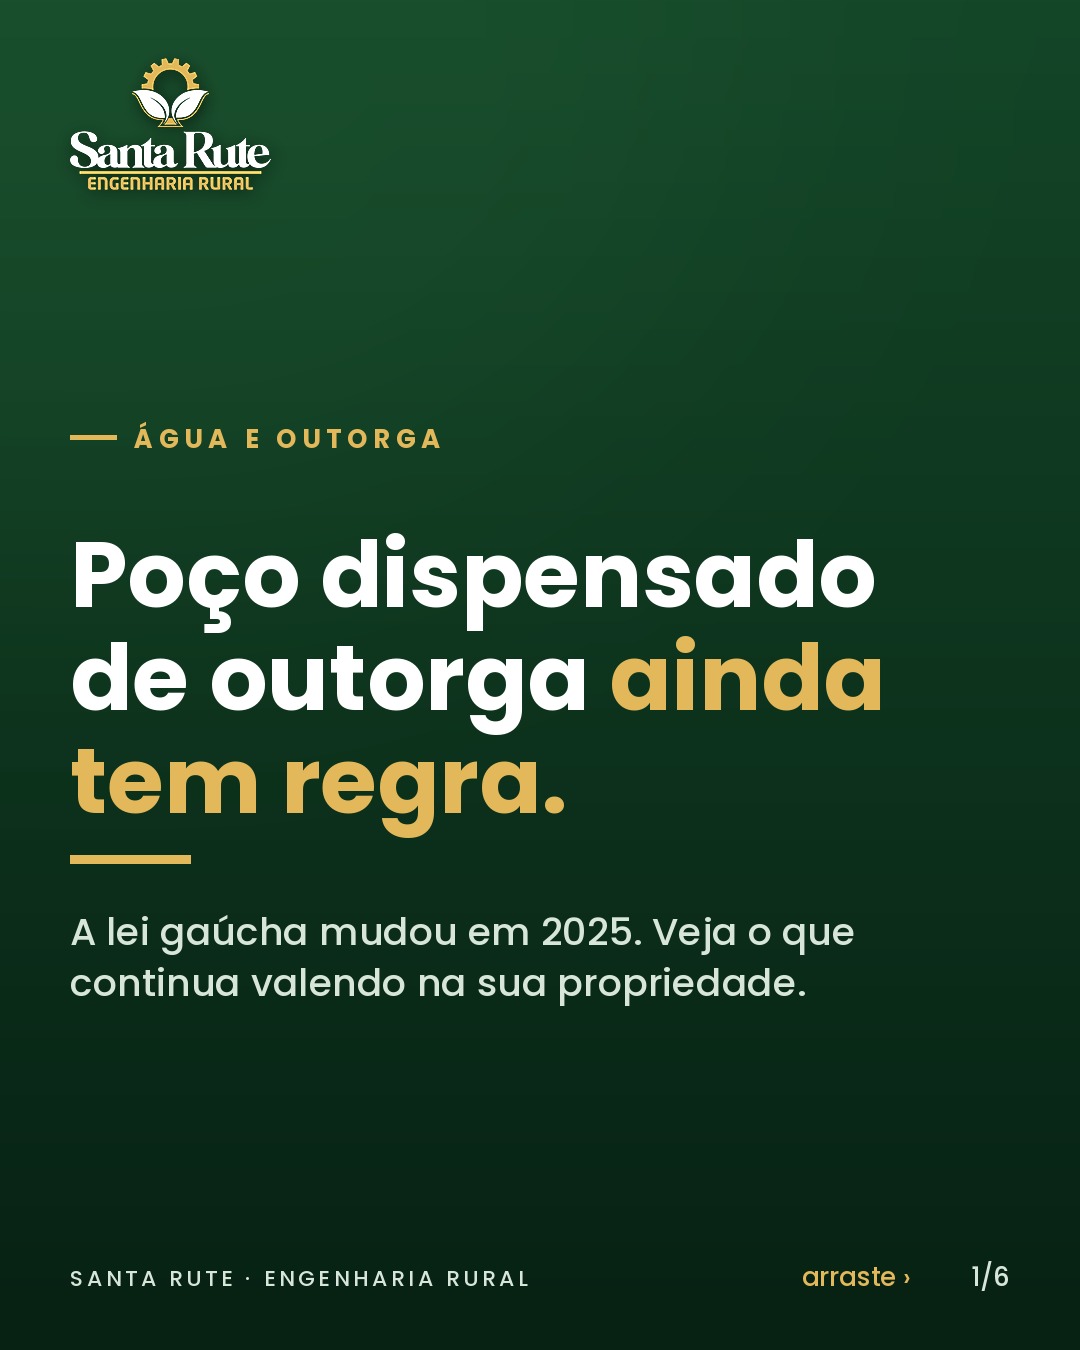 Santa Rute
ENGENHARIA RURAL
ÁGUA E OUTORGA
Poço dispensado
de outorga ainda
tem regra.
A lei gaúcha mudou em 2025. Veja o que
continua valendo na sua propriedade.
SANTA RUTE · ENGENHARIA RURAL
arraste ›
1/6